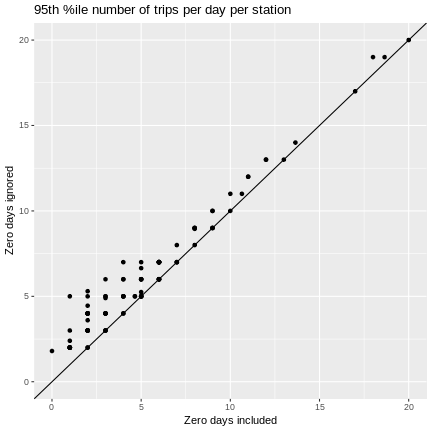 95th %ile number of trips per day per station
Zero days ignored
20
15
10
5
0
0 5 10 15 20
Zero days included